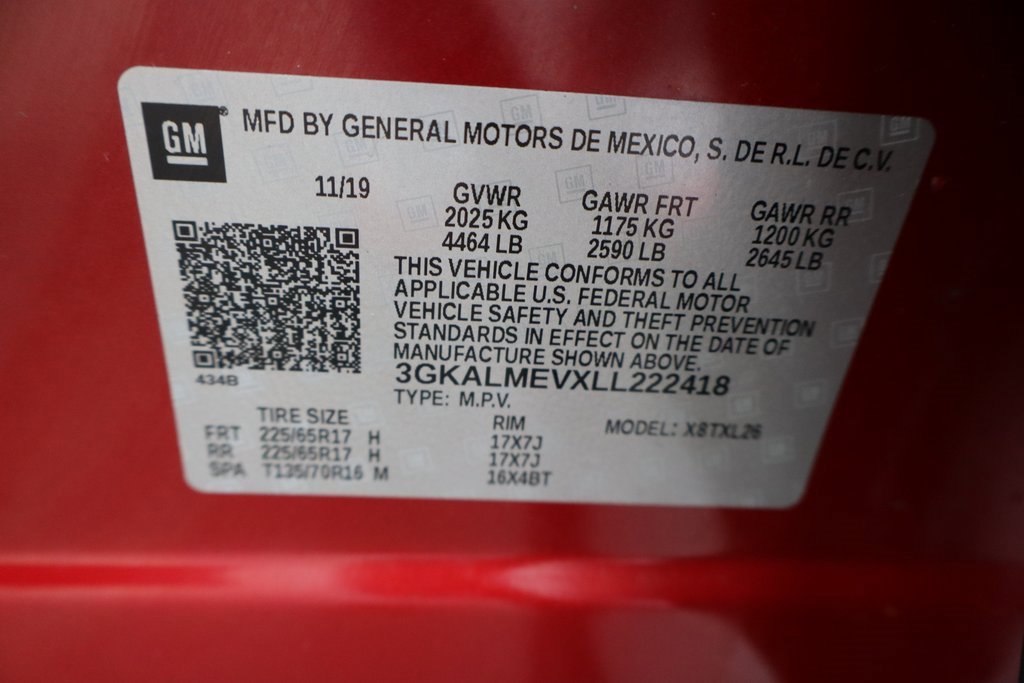 GM
MFD BY GENERAL MOTORS DE MEXICO, S. DE R.L. DE C.V.
11/19
GVWR
2025 KG
4464 LB
GAWR FRT
1175 KG
2590 LB
GAWR RR
1200 KG
2645 LB
THIS VEHICLE CONFORMS TO ALL
APPLICABLE U.S. FEDERAL MOTOR
VEHICLE SAFETY AND THEFT PREVENTION
STANDARDS IN EFFECT ON THE DATE OF
MANUFACTURE SHOWN ABOVE.
434B
3GKALMEVXLL222418
TYPE: M.P.V.
MODEL: X8TXL26
TIRE SIZE RIM
FRT 225/65R17 H 17X7J
RR 225/65R17 H 17X7J
SPA T135/70R16 M 16X4BT